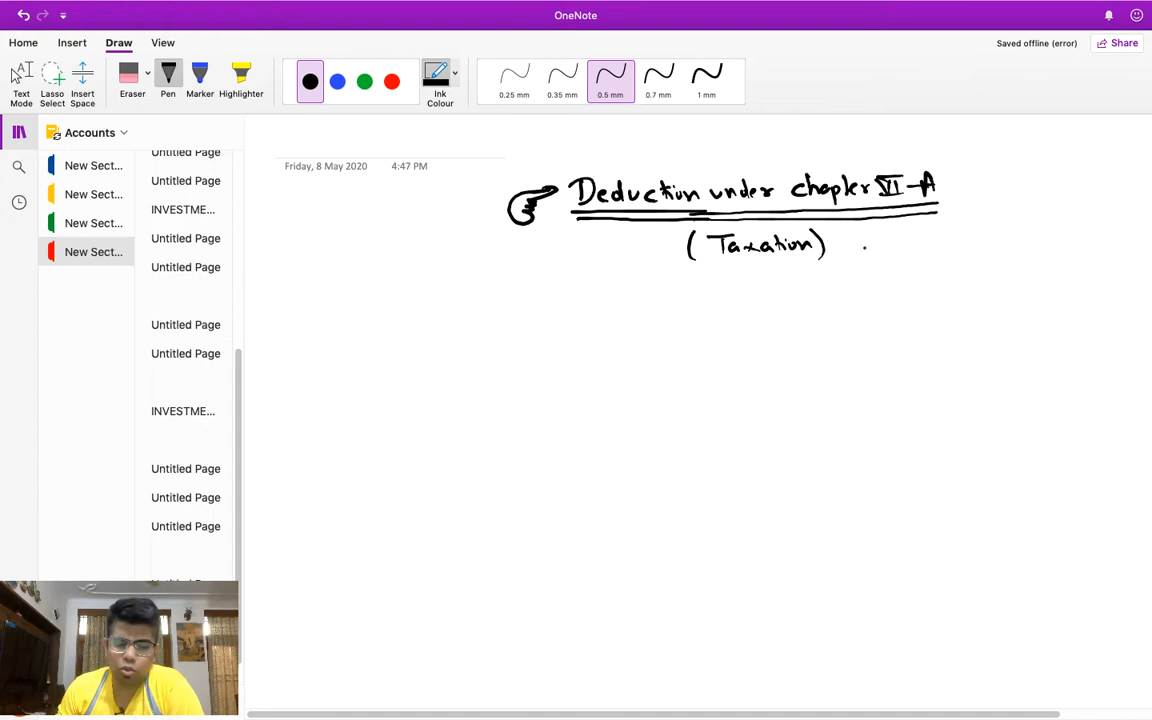 OneNote
Home Insert Draw View
Saved offline (error) Share
Text Mode
Lasso Select
Insert Space
Eraser
Pen
Marker
Highlighter
Ink Colour
0.25 mm 0.35 mm 0.5 mm 0.7 mm 1 mm
Accounts
New Sect...
New Sect...
New Sect...
New Sect...
Untitled Page
Untitled Page
INVESTME...
Untitled Page
Untitled Page
Untitled Page
Untitled Page
INVESTME...
Untitled Page
Untitled Page
Untitled Page
Friday, 8 May 2020 4:47 PM
Deduction under chapter VI-A
(Taxation)